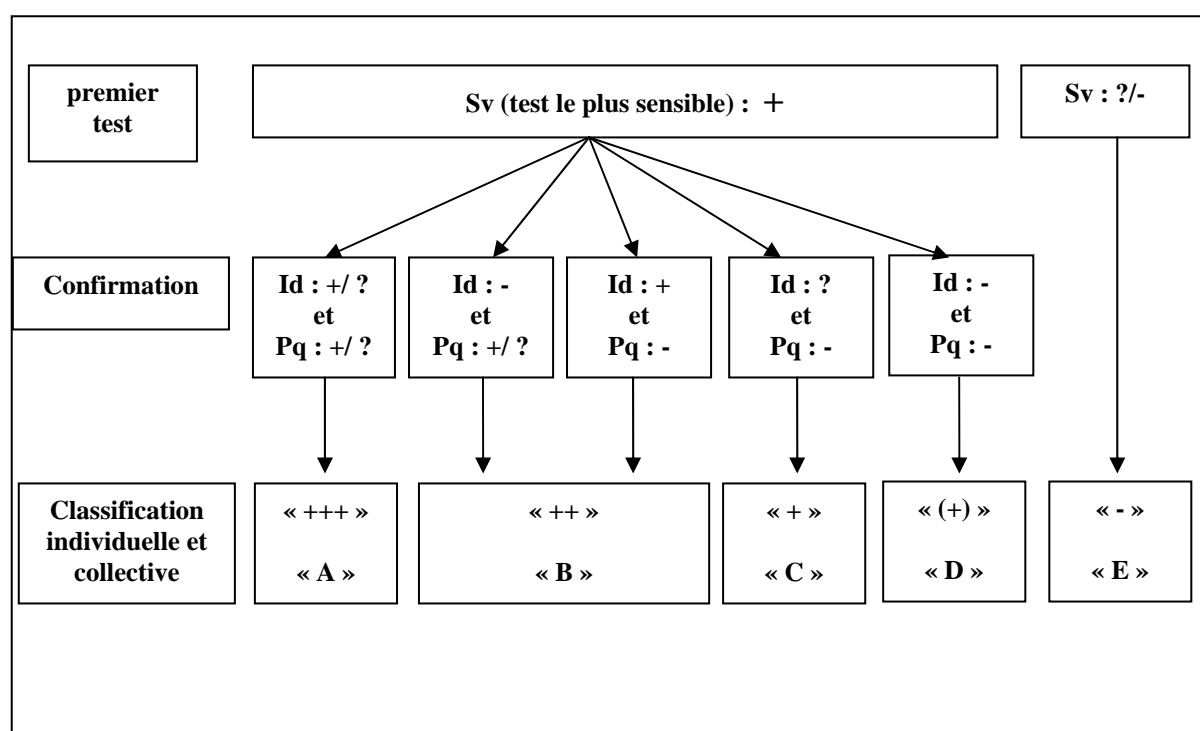 premier
test
Sv (test le plus sensible) : +
Sv : ?/-
Confirmation
Id : +/ ?
et
Pq : +/ ?
Id : -
et
Pq : +/ ?
Id : +
et
Pq : -
Id : ?
et
Pq : -
Id : -
et
Pq : -
Classification
individuelle et
collective
« +++ »
« A »
« ++ »
« B »
« + »
« C »
« (+) »
« D »
« - »
« E »